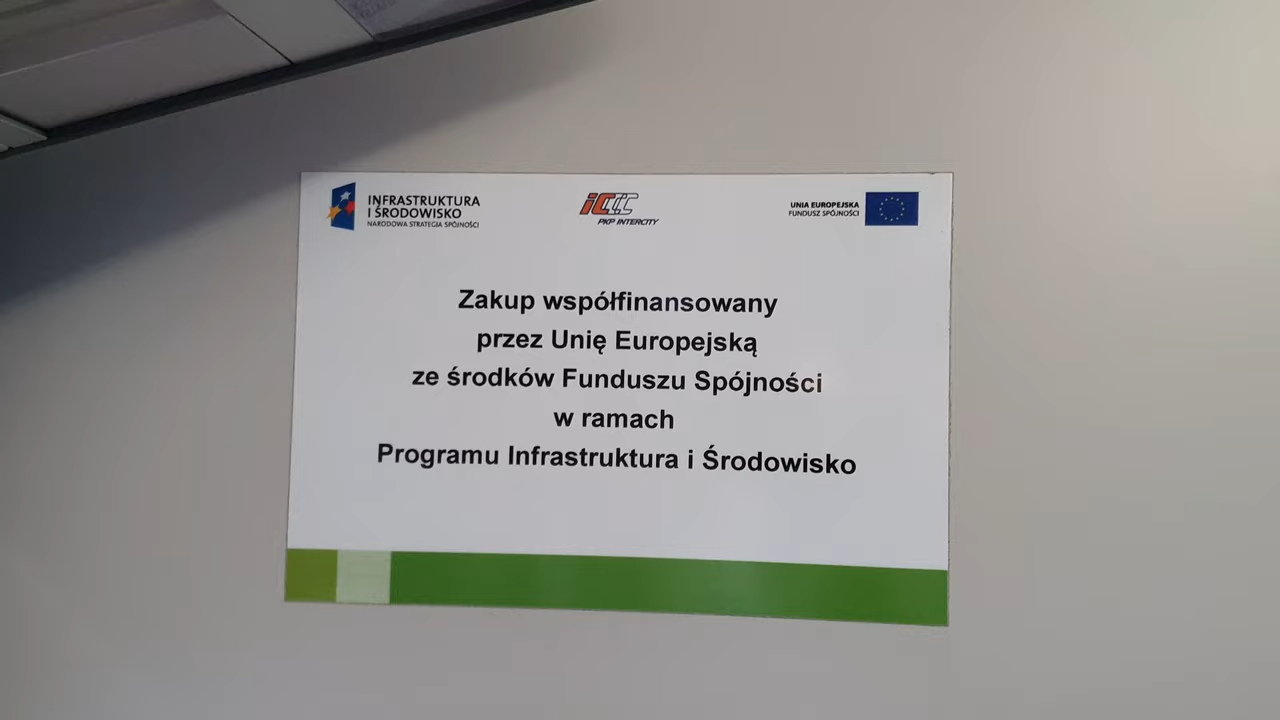 INFRASTRUKTURA
I ŚRODOWISKO
NARODOWA STRATEGIA SPÓJNOŚCI
PKP INTERCITY
UNIA EUROPEJSKA
FUNDUSZ SPÓJNOŚCI
Zakup współfinansowany
przez Unię Europejską
ze środków Funduszu Spójności
w ramach
Programu Infrastruktura i Środowisko